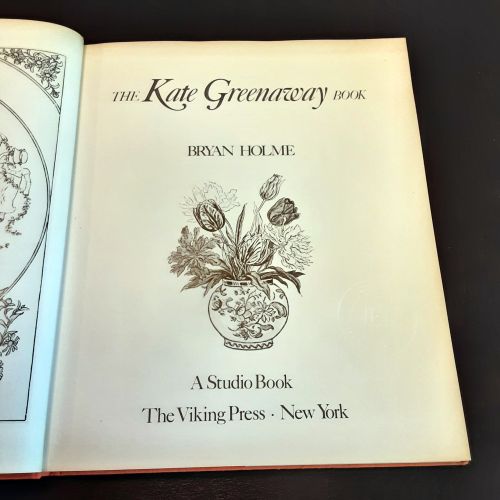 THE Kate Greenaway BOOK
BRYAN HOLME
A Studio Book
The Viking Press · New York